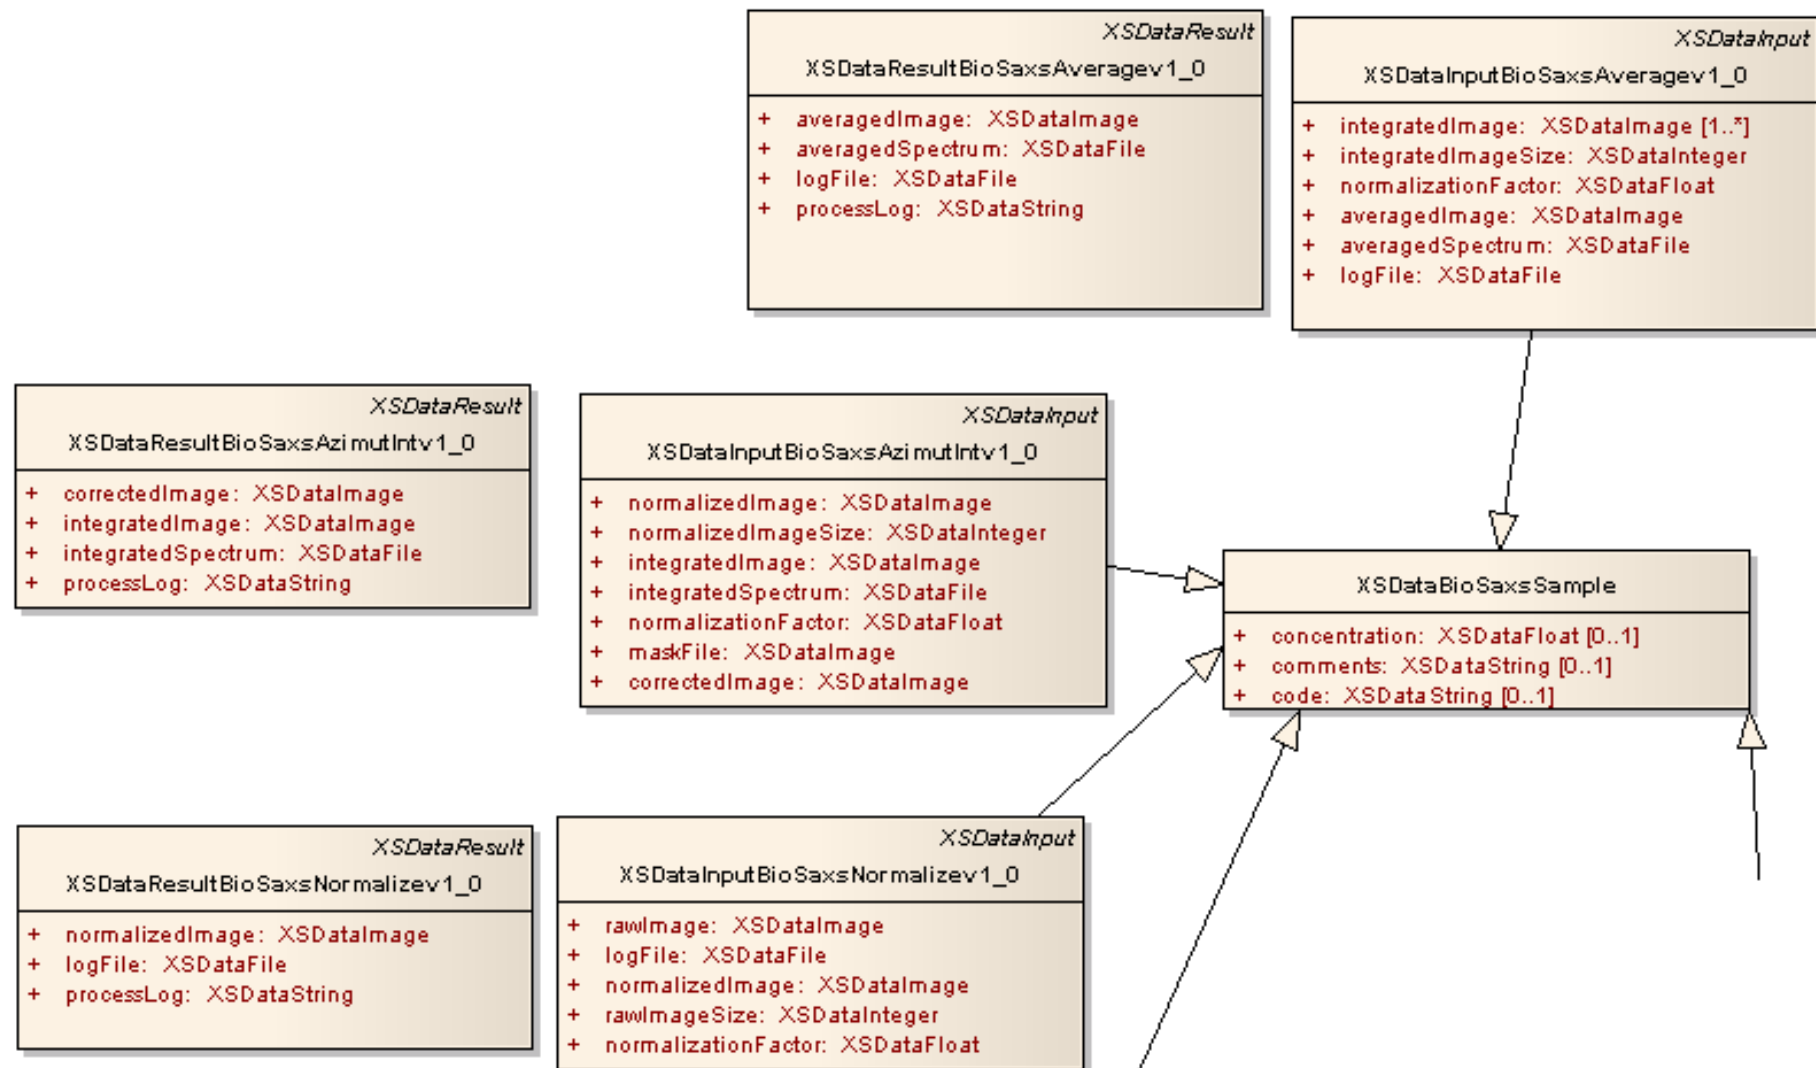 XSDataResult
XSDataResultBioSaxsAveragev1_0
+ averagedImage: XSDataImage
+ averagedSpectrum: XSDataFile
+ logFile: XSDataFile
+ processLog: XSDataString
XSDataInput
XSDataInputBioSaxsAveragev1_0
+ integratedImage: XSDataImage [1..*]
+ integratedImageSize: XSDataInteger
+ normalizationFactor: XSDataFloat
+ averagedImage: XSDataImage
+ averagedSpectrum: XSDataFile
+ logFile: XSDataFile
XSDataResult
XSDataResultBioSaxsAzimutIntv1_0
+ correctedImage: XSDataImage
+ integratedImage: XSDataImage
+ integratedSpectrum: XSDataFile
+ processLog: XSDataString
XSDataInput
XSDataInputBioSaxsAzimutIntv1_0
+ normalizedImage: XSDataImage
+ normalizedImageSize: XSDataInteger
+ integratedImage: XSDataImage
+ integratedSpectrum: XSDataFile
+ normalizationFactor: XSDataFloat
+ maskFile: XSDataImage
+ correctedImage: XSDataImage
XSDataBioSaxsSample
+ concentration: XSDataFloat [0..1]
+ comments: XSDataString [0..1]
+ code: XSDataString [0..1]
XSDataResult
XSDataResultBioSaxsNormalizev1_0
+ normalizedImage: XSDataImage
+ logFile: XSDataFile
+ processLog: XSDataString
XSDataInput
XSDataInputBioSaxsNormalizev1_0
+ rawImage: XSDataImage
+ logFile: XSDataFile
+ normalizedImage: XSDataImage
+ rawImageSize: XSDataInteger
+ normalizationFactor: XSDataFloat